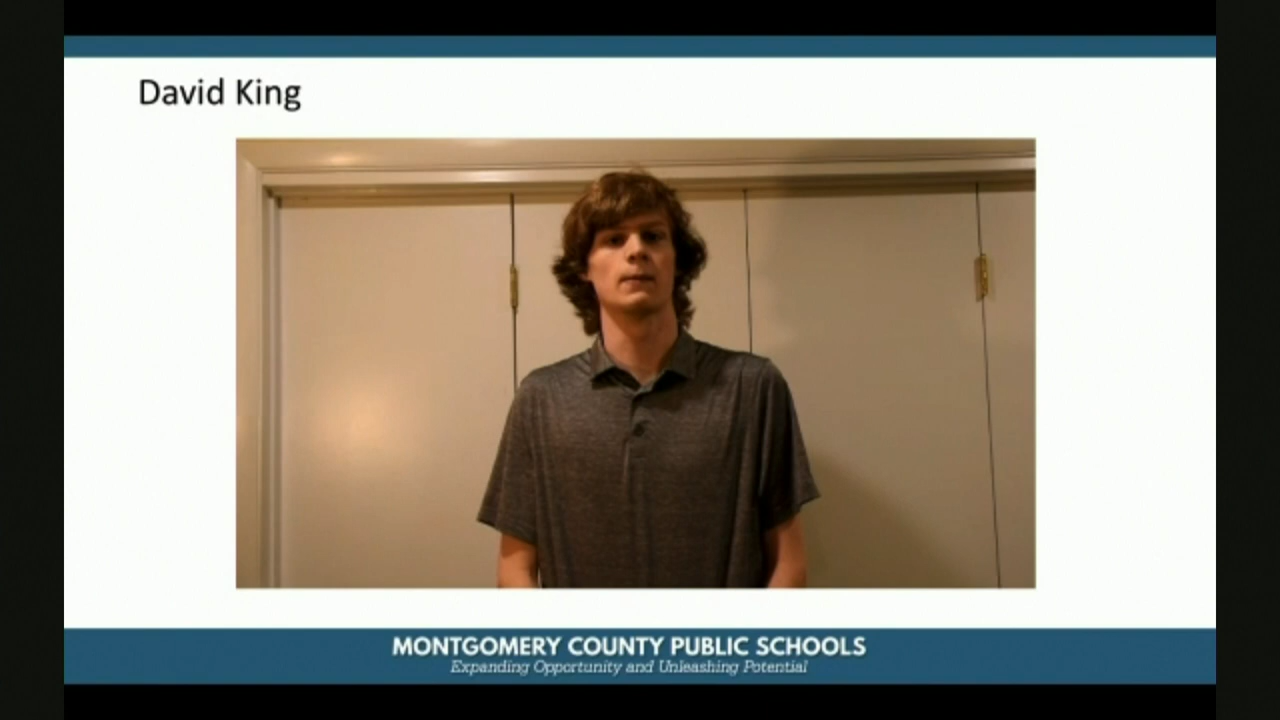 David King
MONTGOMERY COUNTY PUBLIC SCHOOLS
Expanding Opportunity and Unleashing Potential